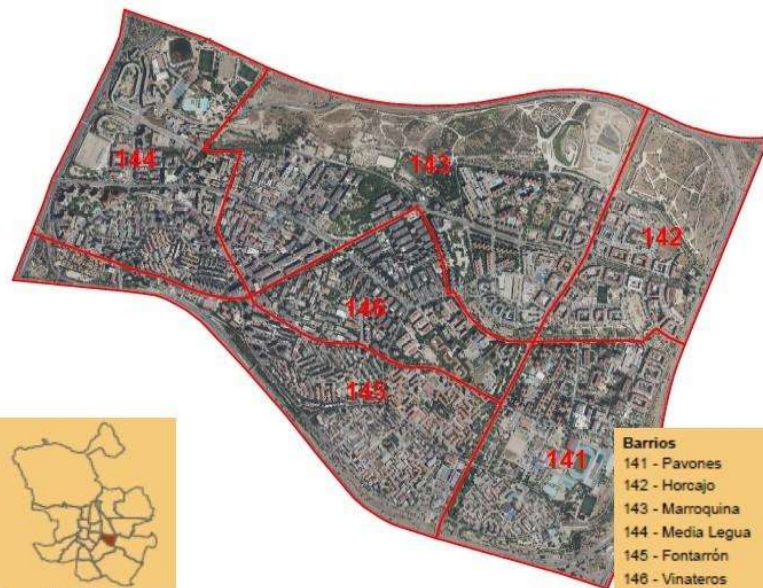 144
143
142
146
145
141
Barrios
141 - Pavones
142 - Horcajo
143 - Marroquina
144 - Media Legua
145 - Fontarrón
146 - Vinateros